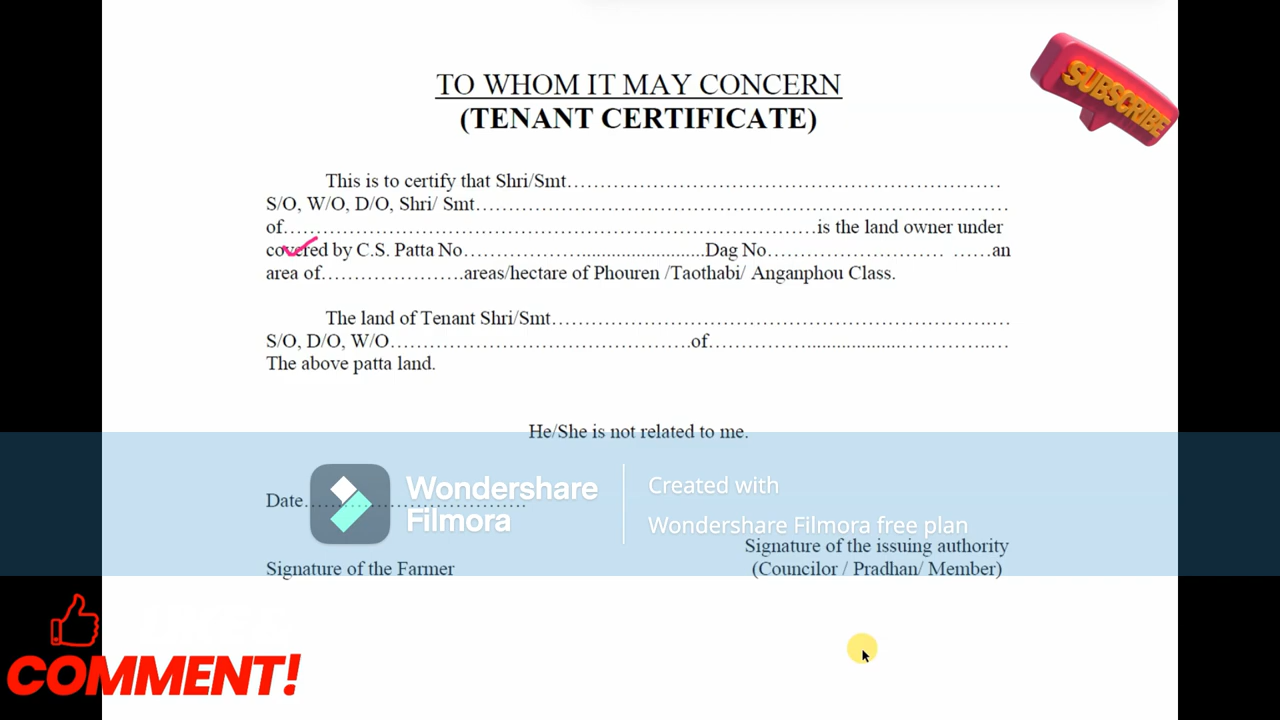 TO WHOM IT MAY CONCERN
(TENANT CERTIFICATE)
SUBSCRIBE
This is to certify that Shri/Smt……………………………………………………
S/O, W/O, D/O, Shri/ Smt………………………………………………………………
of……………………………………………………………….is the land owner under
covered by C.S. Patta No……………..........................Dag No…………………… ……an
area of………………….areas/hectare of Phouren /Taothabi/ Anganphou Class.
The land of Tenant Shri/Smt………………………………………………………….…
S/O, D/O, W/O…………………………………….of…………....................…………..…
The above patta land.
He/She is not related to me.
Wondershare
Filmora
Created with
Wondershare Filmora free plan
Date…………………………….
Signature of the issuing authority
Signature of the Farmer
(Councilor / Pradhan/ Member)
COMMENT!